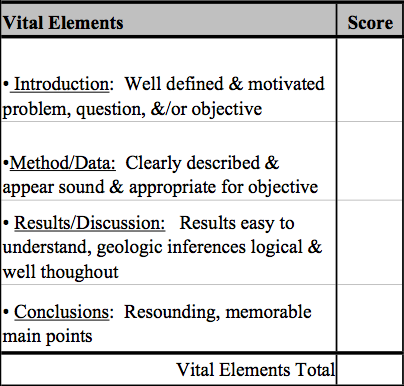 Vital Elements Score
• Introduction: Well defined & motivated
problem, question, &/or objective
•Method/Data: Clearly described &
appear sound & appropriate for objective
• Results/Discussion: Results easy to
understand, geologic inferences logical &
well thoughout
• Conclusions: Resounding, memorable
main points
Vital Elements Total